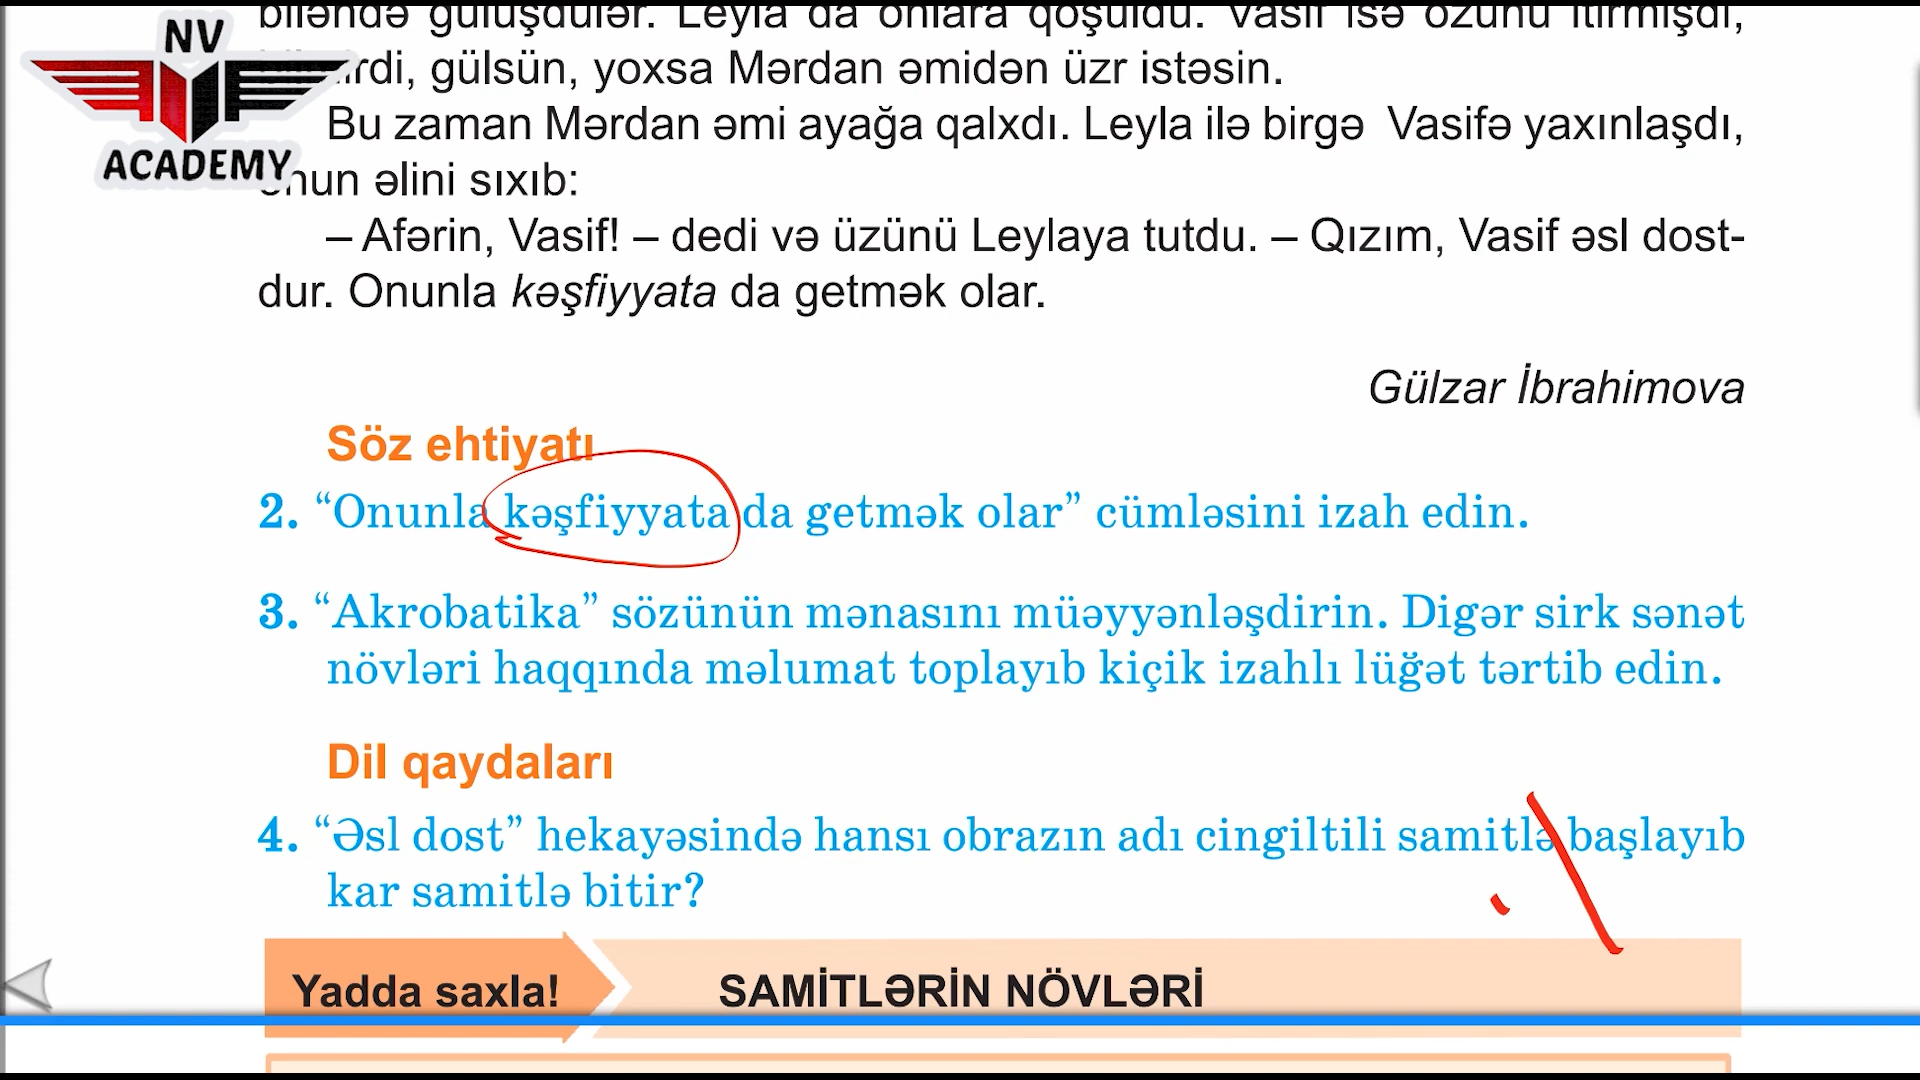 NV
ACADEMY
biləndə gülüşdülər. Leyla da onlara qoşuldu. Vasif isə özünü itirmişdi,
gülsün, yoxsa Mərdan əmidən üzr istəsin.
Bu zaman Mərdan əmi ayağa qalxdı. Leyla ilə birgə Vasifə yaxınlaşdı,
onun əlini sıxıb:
– Afərin, Vasif! – dedi və üzünü Leylaya tutdu. – Qızım, Vasif əsl dost-
dur. Onunla kəşfiyyata da getmək olar.
Gülzar İbrahimova
Söz ehtiyatı
2. “Onunla kəşfiyyata da getmək olar” cümləsini izah edin.
3. “Akrobatika” sözünün mənasını müəyyənləşdirin. Digər sirk sənət
növləri haqqında məlumat toplayıb kiçik izahlı lüğət tərtib edin.
Dil qaydaları
4. “Əsl dost” hekayəsində hansı obrazın adı cingiltili samitlə başlayıb
kar samitlə bitir?
Yadda saxla!
SAMİTLƏRİN NÖVLƏRİ